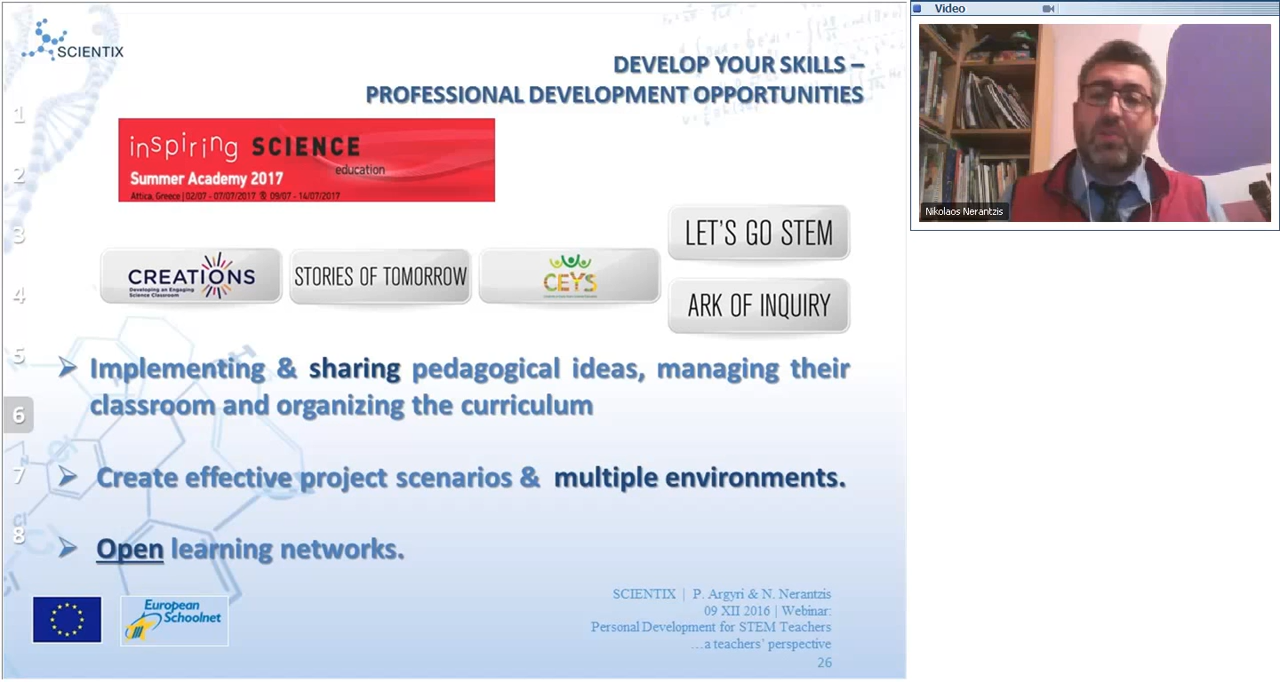 SCIENTIX
DEVELOP YOUR SKILLS –
PROFESSIONAL DEVELOPMENT OPPORTUNITIES
inspiring SCIENCE
education
Summer Academy 2017
Attica, Greece | 02/07 - 07/07/2017 & 09/07 - 14/07/2017
CREATIONS
Developing an Engaging
Science Classroom
STORIES OF TOMORROW
CEYS
LET'S GO STEM
ARK OF INQUIRY
1
2
3
4
5
6
7
8
➢ Implementing & sharing pedagogical ideas, managing their
classroom and organizing the curriculum
➢ Create effective project scenarios & multiple environments.
➢ Open learning networks.
European
Schoolnet
SCIENTIX | P. Argyri & N. Nerantzis
09 XII 2016 | Webinar:
Personal Development for STEM Teachers
…a teachers' perspective
26
Video
Nikolaos Nerantzis